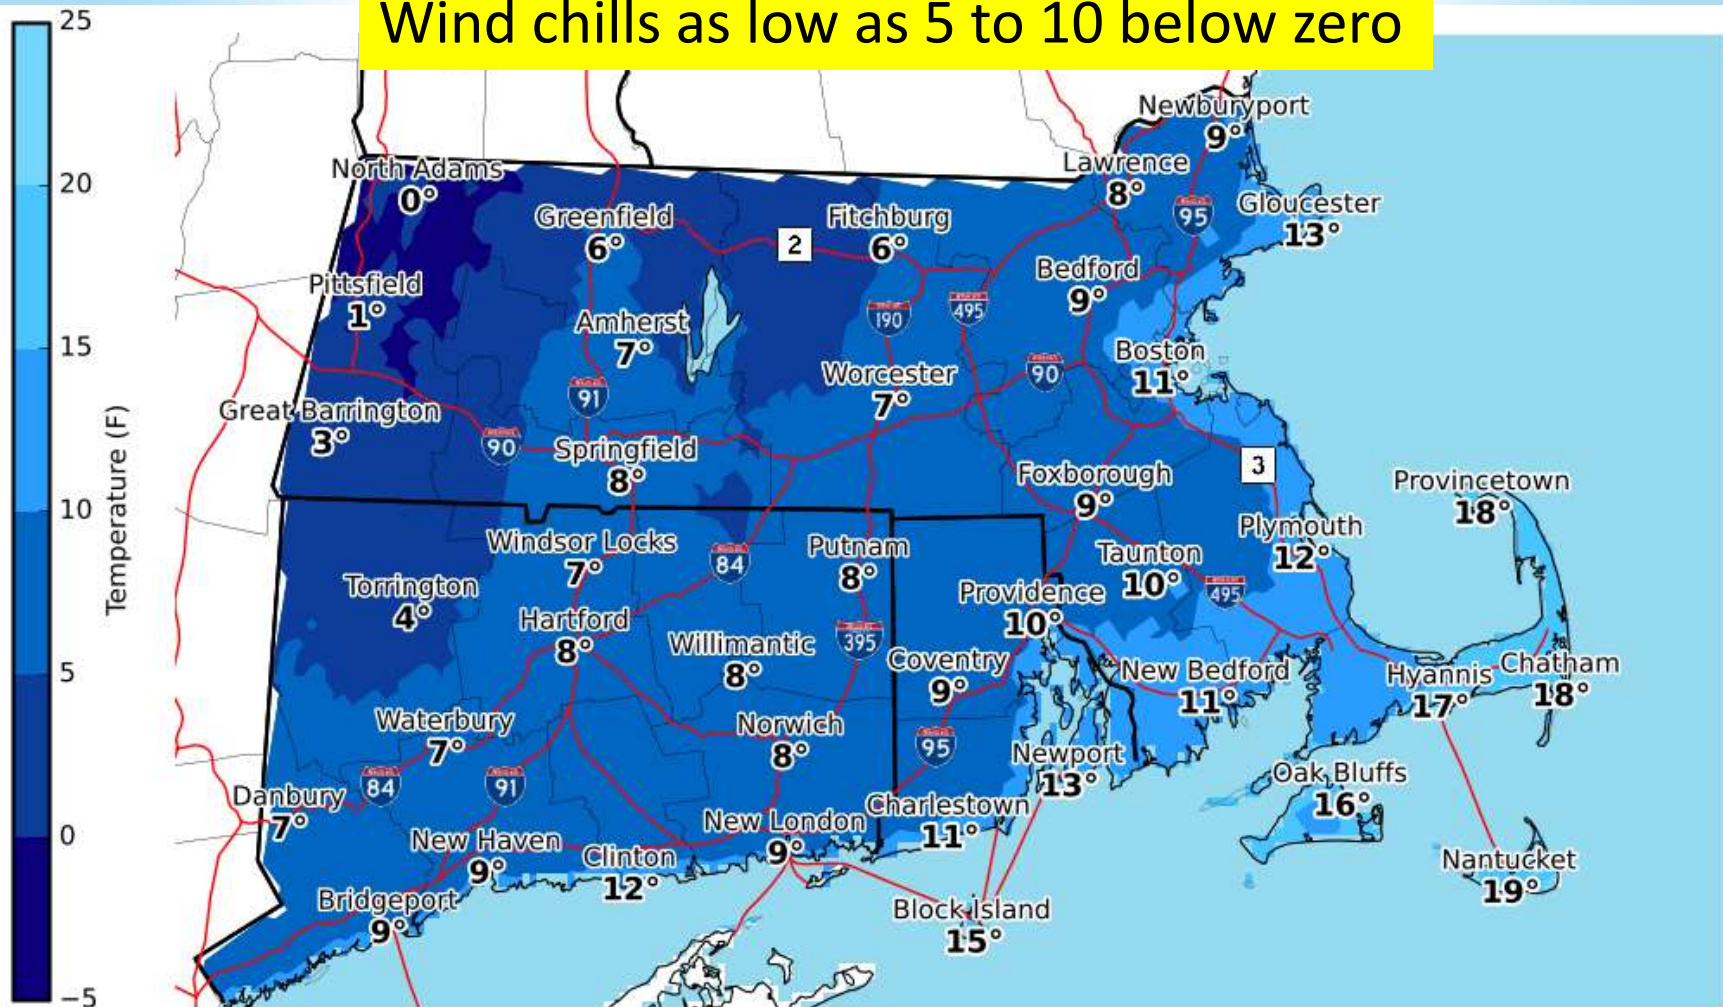 Wind chills as low as 5 to 10 below zero
25
20
15
10
5
0
−5
Temperature (F)
Newburyport
9°
Lawrence
8°
North Adams
0°
95
Gloucester
13°
Greenfield
6°
Fitchburg
6°
2
Bedford
9°
Pittsfield
1°
190
495
Amherst
7°
Boston
11°
Worcester
7°
90
91
Great Barrington
3°
90
Springfield
8°
3
Foxborough
9°
Provincetown
18°
Plymouth
12°
Windsor Locks
7°
84
Putnam
8°
Taunton
10°
Torrington
4°
Providence
10°
495
Hartford
8°
Willimantic
8°
395
Coventry
9°
New Bedford
11°
Hyannis
17°
Chatham
18°
Waterbury
7°
Norwich
8°
95
Newport
13°
84
91
Oak Bluffs
16°
Danbury
7°
Charlestown
11°
New London
9°
New Haven
9°
Clinton
12°
Nantucket
19°
Bridgeport
9°
Block Island
15°